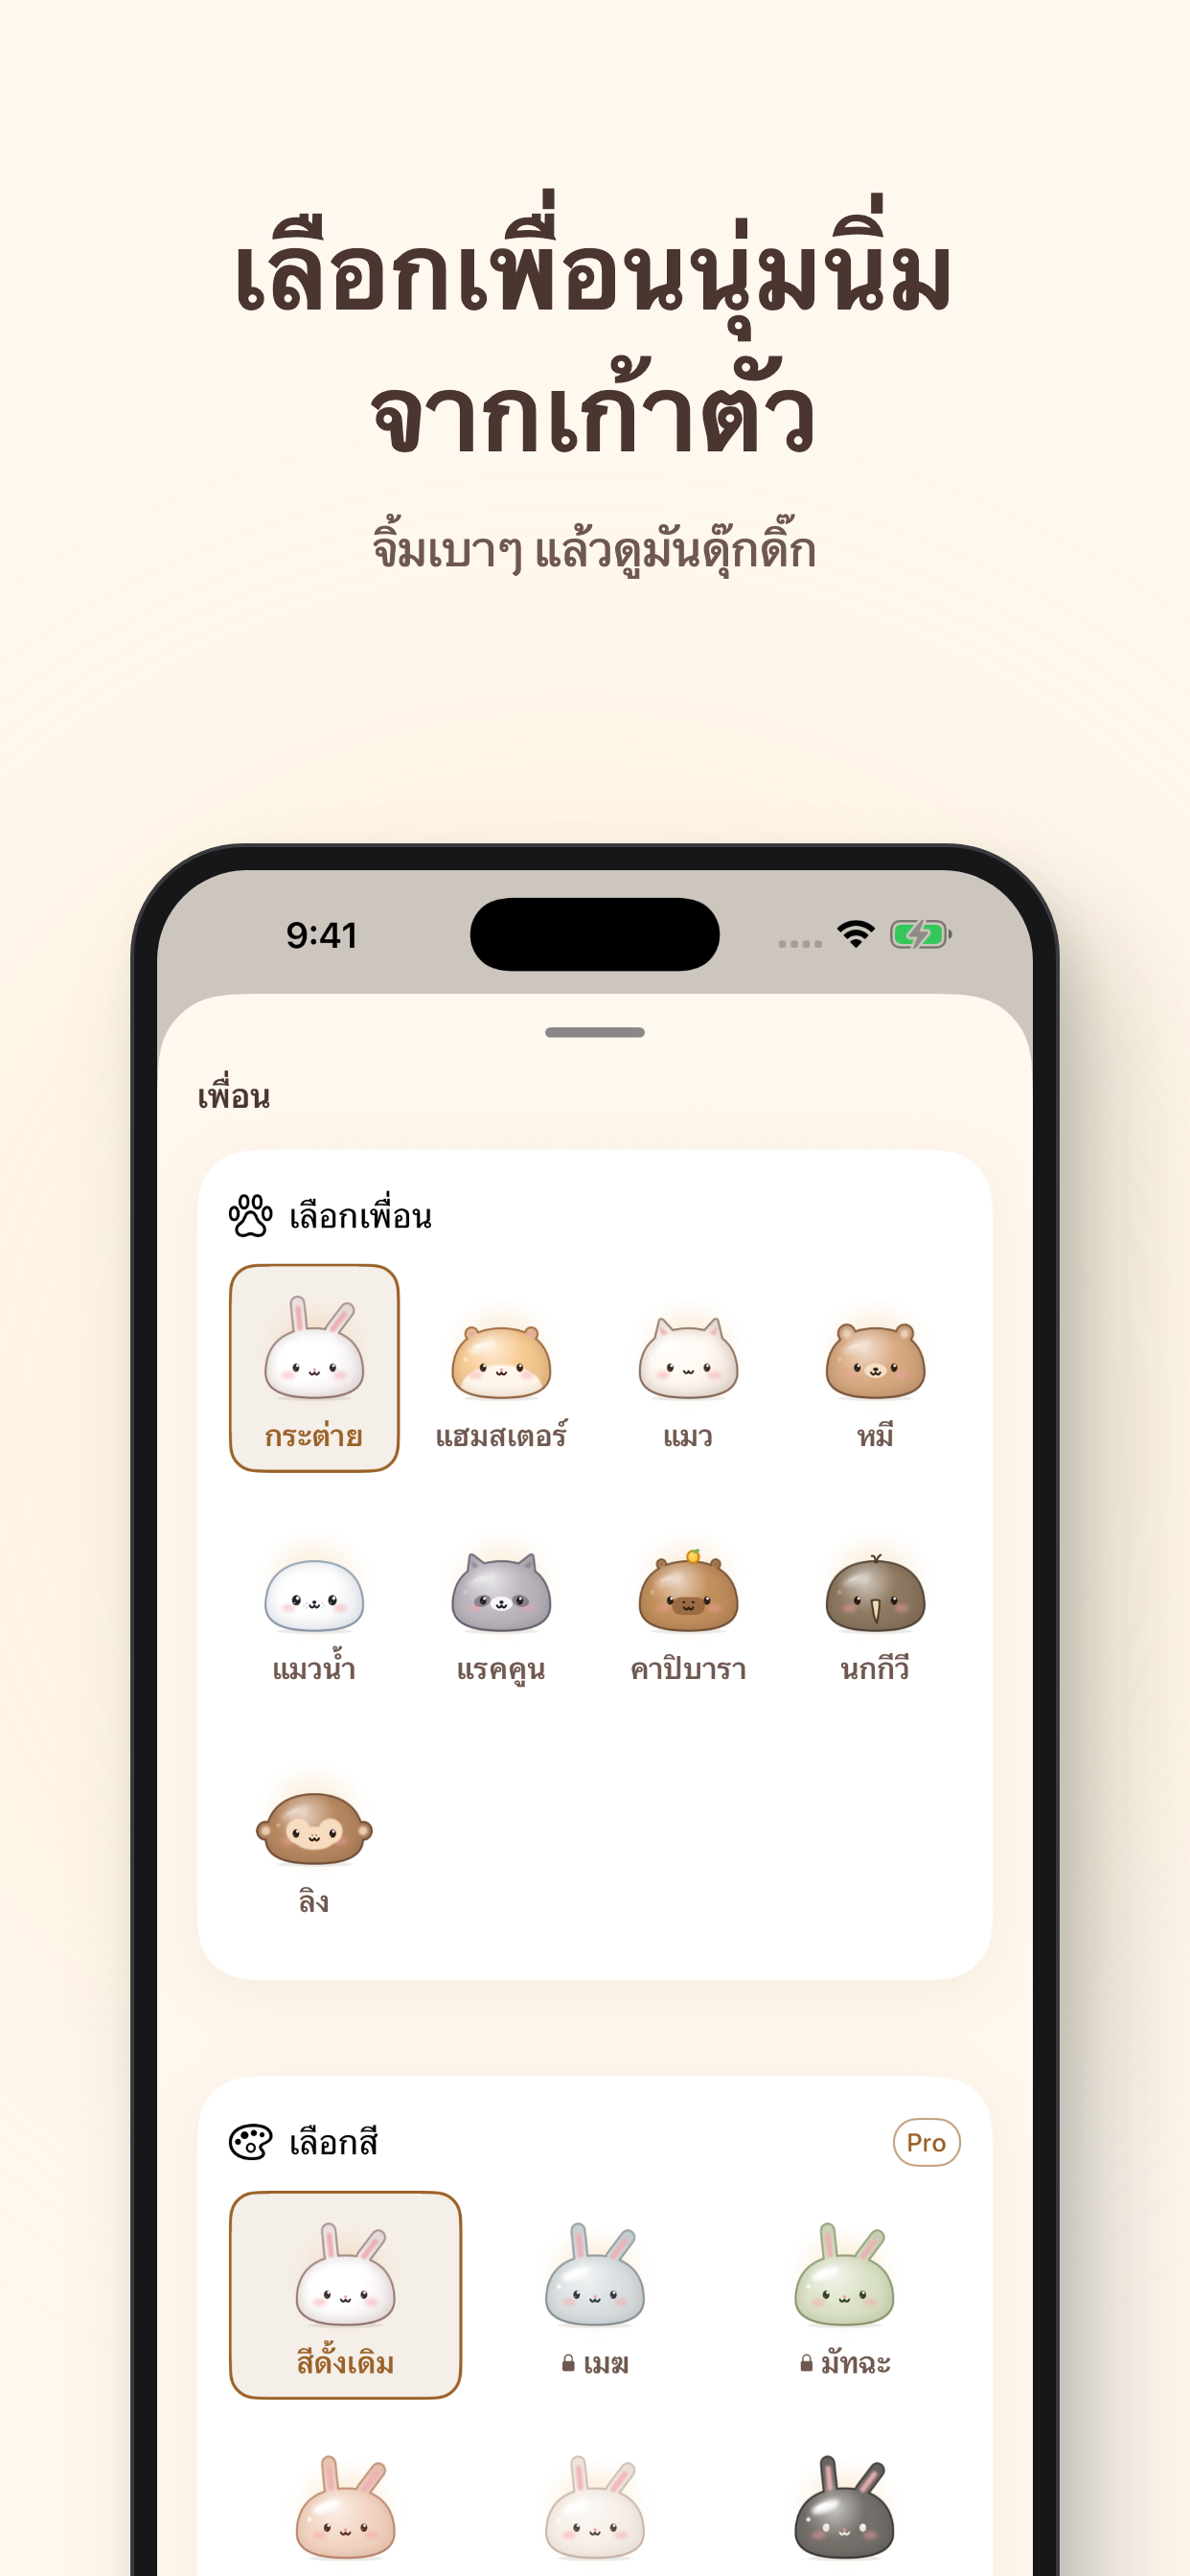 เลือกเพื่อนนุ่มนิ่ม
จากเก้าตัว
จิ้มเบาๆ แล้วดูมันดุ๊กดิ๊ก
9:41
เพื่อน
เลือกเพื่อน
กระต่าย แฮมสเตอร์ แมว หมี
แมวน้ำ แรคคูน คาปิบารา นกกีวี
ลิง
เลือกสี Pro
สีดั้งเดิม เมฆ มัทฉะ